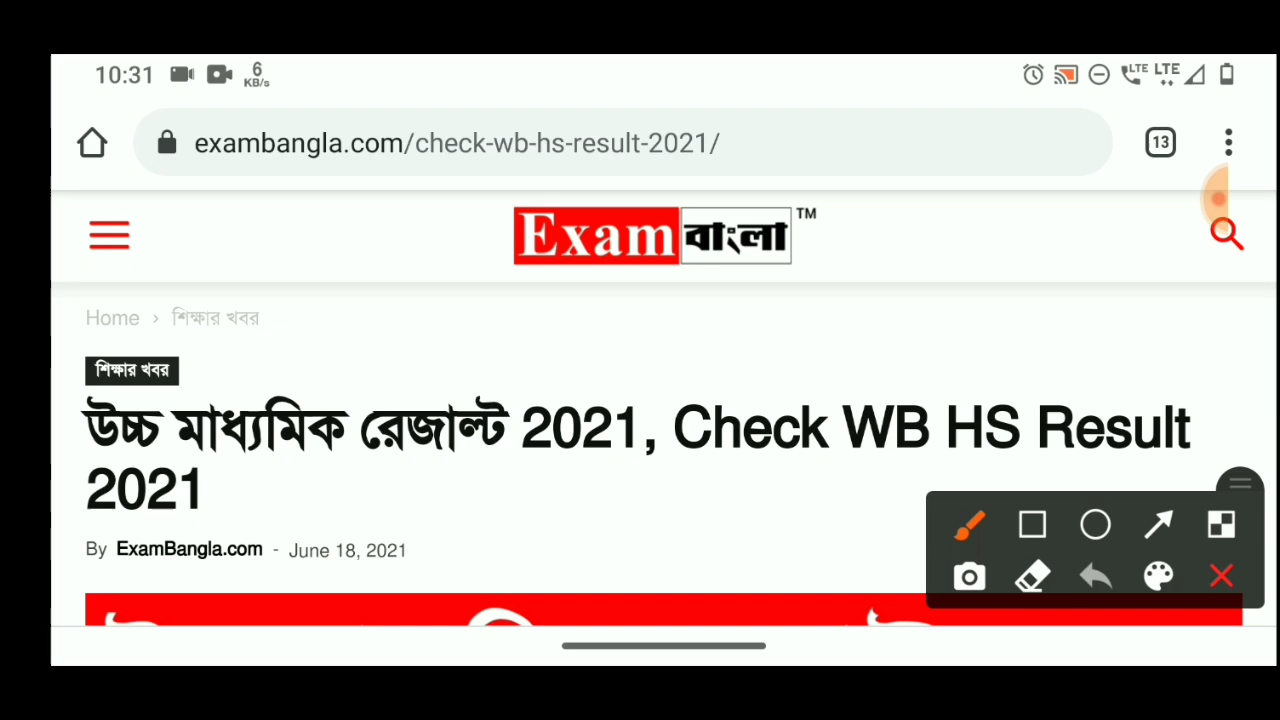 10:31 6 KB/s LTE LTE
exambangla.com/check-wb-hs-result-2021/ 13
Exam বাংলা TM
Home › শিক্ষার খবর
শিক্ষার খবর
উচ্চ মাধ্যমিক রেজাল্ট 2021, Check WB HS Result
2021
By ExamBangla.com - June 18, 2021